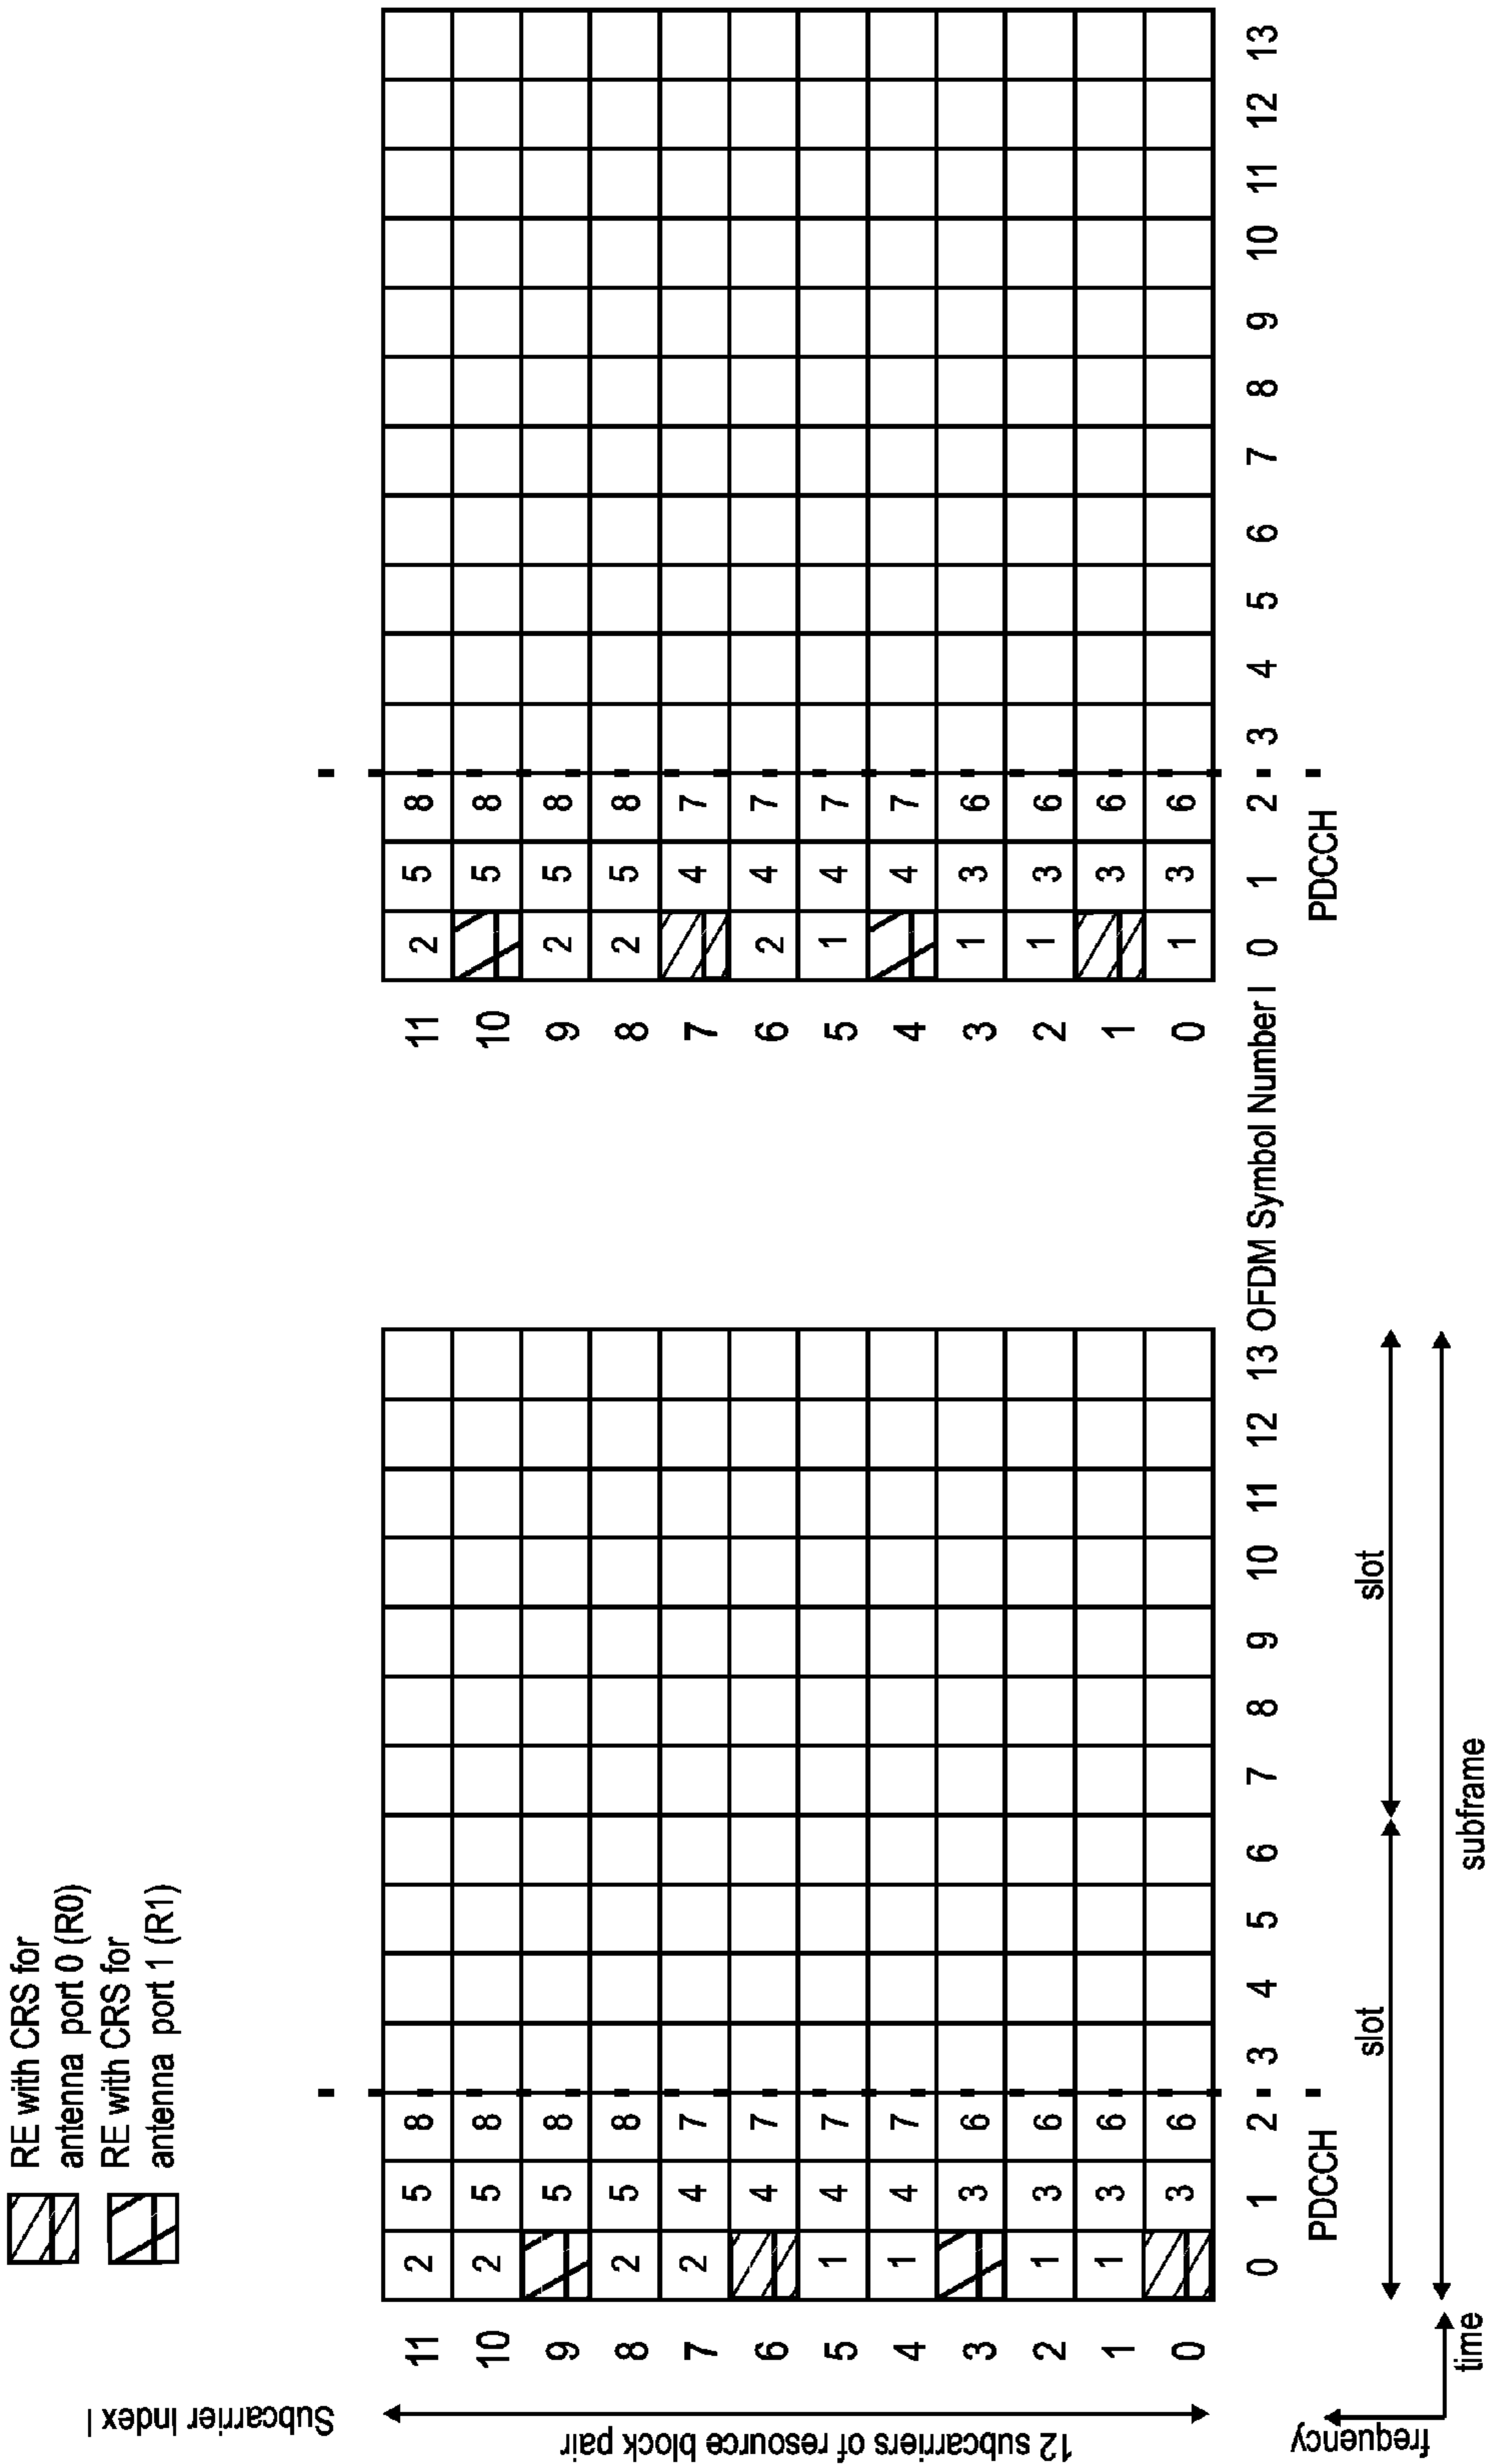 RE with CRS for
antenna port 0 (R0)
RE with CRS for
antenna port 1 (R1)
Subcarrier index l
12 subcarriers of resource block pair
11 2 5 8
10 2 5 8
9 5 8
8 2 5 8
7 2 4 7
6 4 7
5 1 4 7
4 1 4 7
3 3 6
2 1 3 6
1 1 3 6
0 3 6
11 2 5 8
10 5 8
9 2 5 8
8 2 5 8
7 4 7
6 2 4 7
5 1 4 7
4 4 7
3 1 3 6
2 1 3 6
1 3 6
0 1 3 6
0 1 2 3 4 5 6 7 8 9 10 11 12 13 OFDM Symbol Number l 0 1 2 3 4 5 6 7 8 9 10 11 12 13
PDCCH
PDCCH
frequency
time
slot
slot
subframe